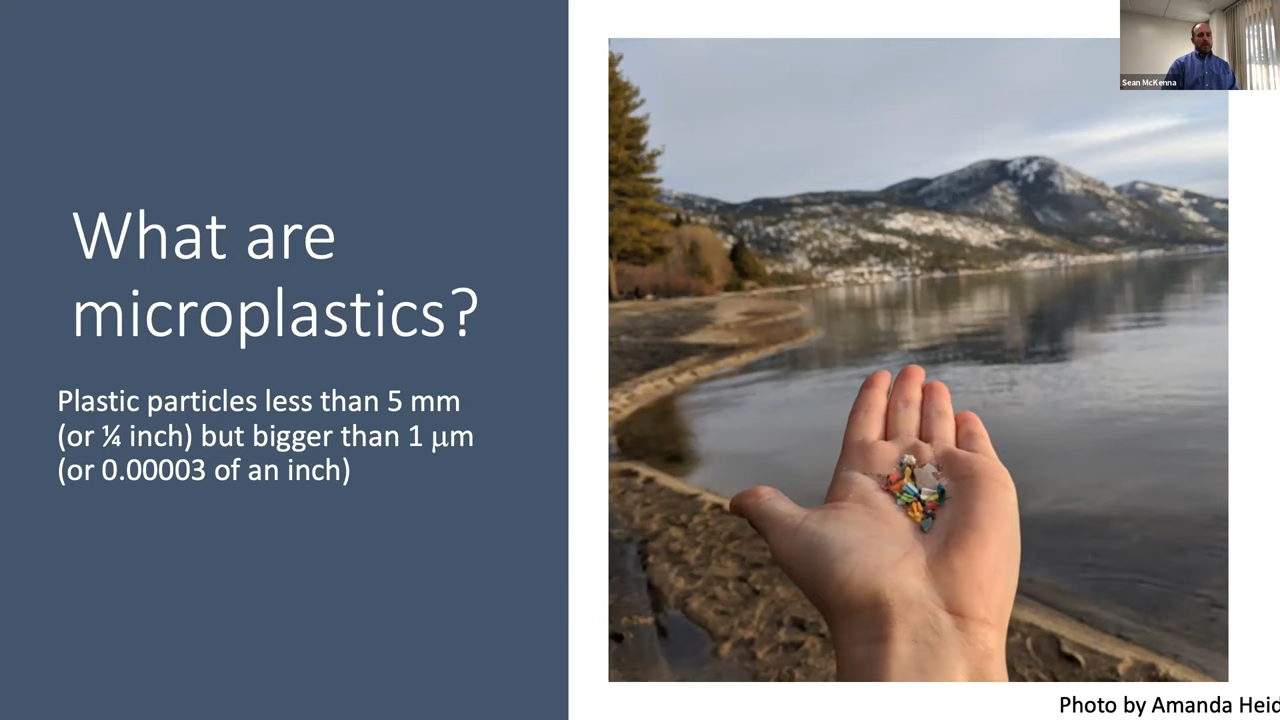 What are
microplastics?
Plastic particles less than 5 mm
(or ¼ inch) but bigger than 1 μm
(or 0.00003 of an inch)
Sean McKenna
Photo by Amanda Heid